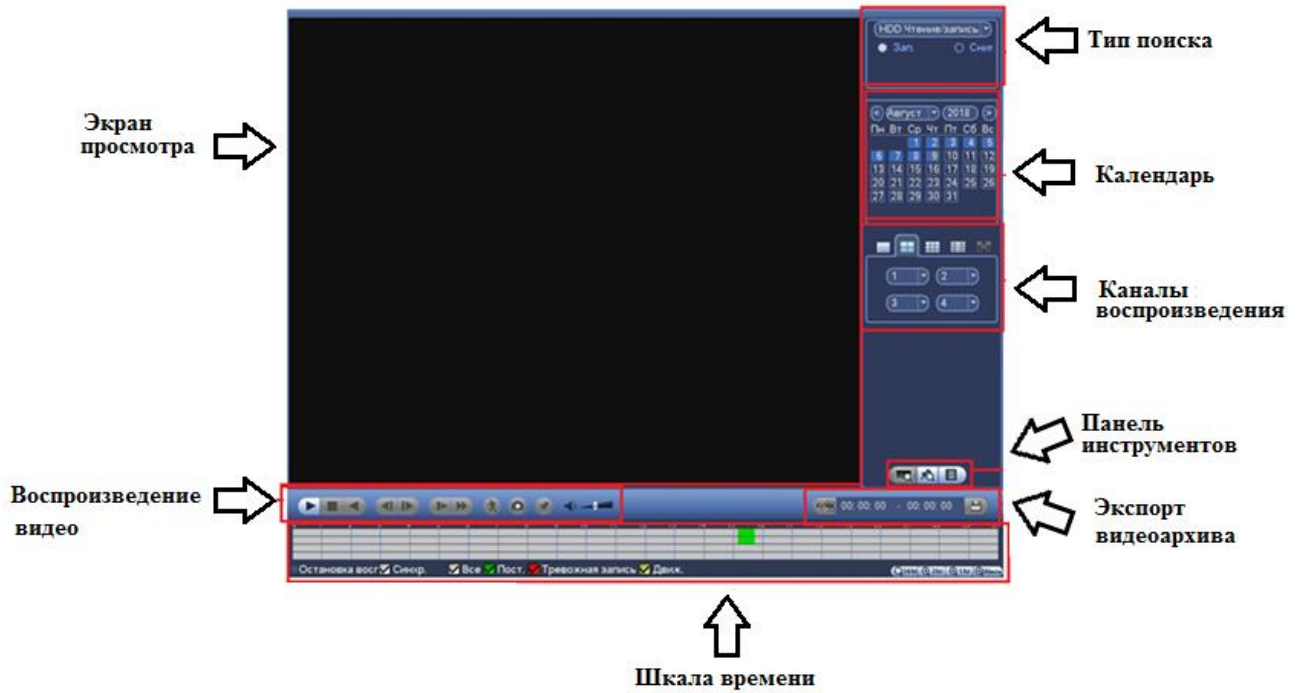 HDD Чтение/запись
Зап.
Тип поиска
Экран
просмотра
Август 2018
Пн Вт Ср Чт Пт Сб Вс
1 2 3 4 5
6 7 8 9 10 11 12
13 14 15 16 17 18 19
20 21 22 23 24 25 26
27 28 29 30 31
Календарь
1 2
3 4
Каналы
воспроизведения
Панель
инструментов
Воспроизведение
видео
00: 00: 00 - 00: 00: 00
Экспорт
видеоархива
Остановка Синхр. Все Пост. Тревожная запись Движ.
Шкала времени